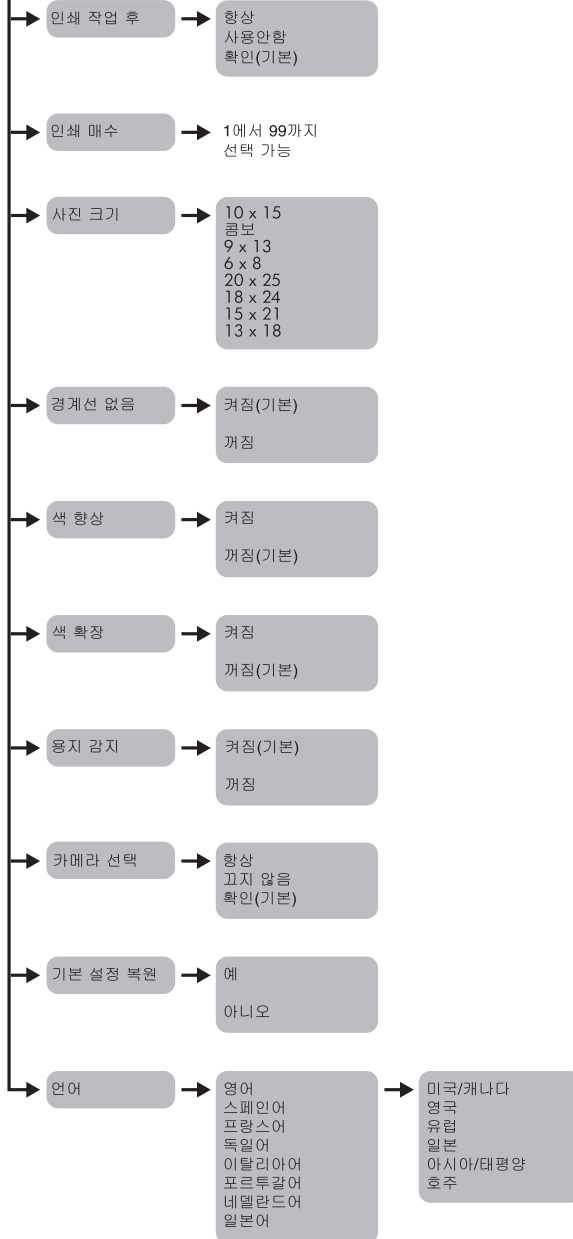 인쇄 작업 후
항상
사용안함
확인(기본)
인쇄 매수
1에서 99까지
선택 가능
사진 크기
10 x 15
콤보
9 x 13
6 x 8
20 x 25
18 x 24
15 x 21
13 x 18
경계선 없음
켜짐(기본)
꺼짐
색 향상
켜짐
꺼짐(기본)
색 확장
켜짐
꺼짐(기본)
용지 감지
켜짐(기본)
꺼짐
카메라 선택
항상
끄지 않음
확인(기본)
기본 설정 복원
예
아니오
언어
영어
스페인어
프랑스어
독일어
이탈리아어
포르투갈어
네델란드어
일본어
미국/캐나다
영국
유럽
일본
아시아/태평양
호주